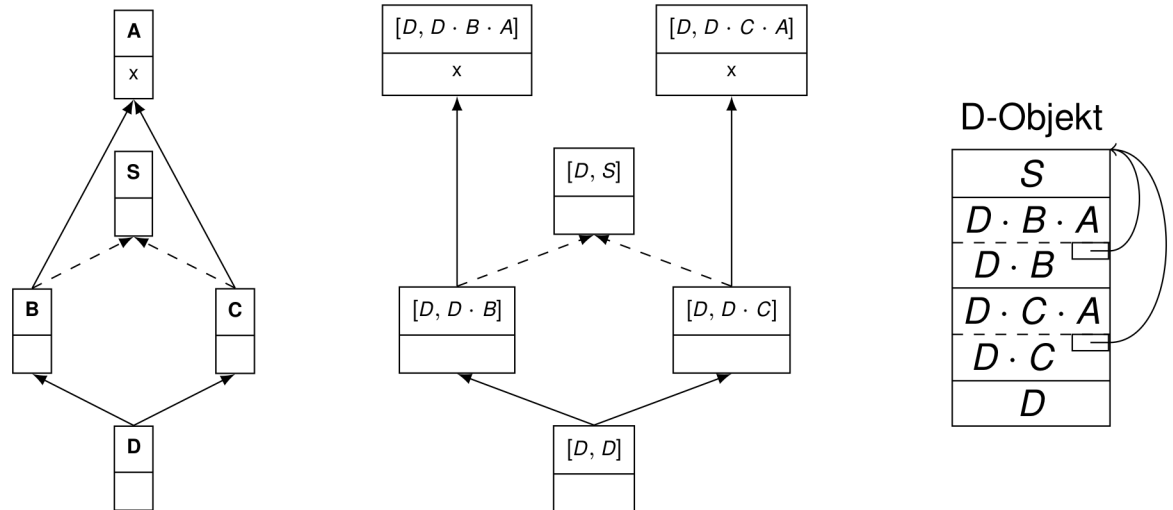 A
x
S
B
C
D
[D, D · B · A]
x
[D, D · C · A]
x
[D, S]
[D, D · B]
[D, D · C]
[D, D]
D-Objekt
S
D · B · A
D · B
D · C · A
D · C
D